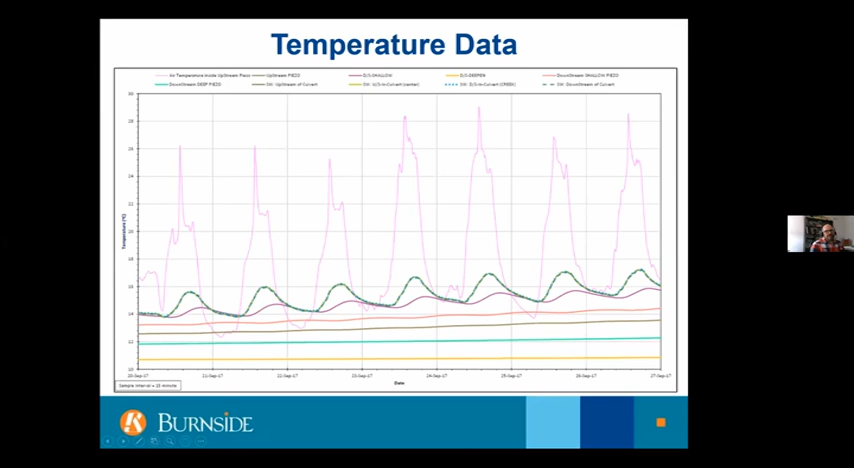 Temperature Data
Air Temperature Inside UpStream Piezo UpStream PIEZO D/S-SHALLOW D/S-DEEPEN DownStream SHALLOW PIEZO
DownStream DEEP PIEZO SW: UpStream of Culvert SW: U/S-in-Culvert (center) SW: D/S-in-Culvert (CREEK) SW: DownStream of Culvert
30
28
26
24
22
20
18
16
14
12
10
Temperature (°C)
20-Sep-17 21-Sep-17 22-Sep-17 23-Sep-17 24-Sep-17 25-Sep-17 26-Sep-17 27-Sep-17
Date
Sample Interval = 15 minute
BURNSIDE